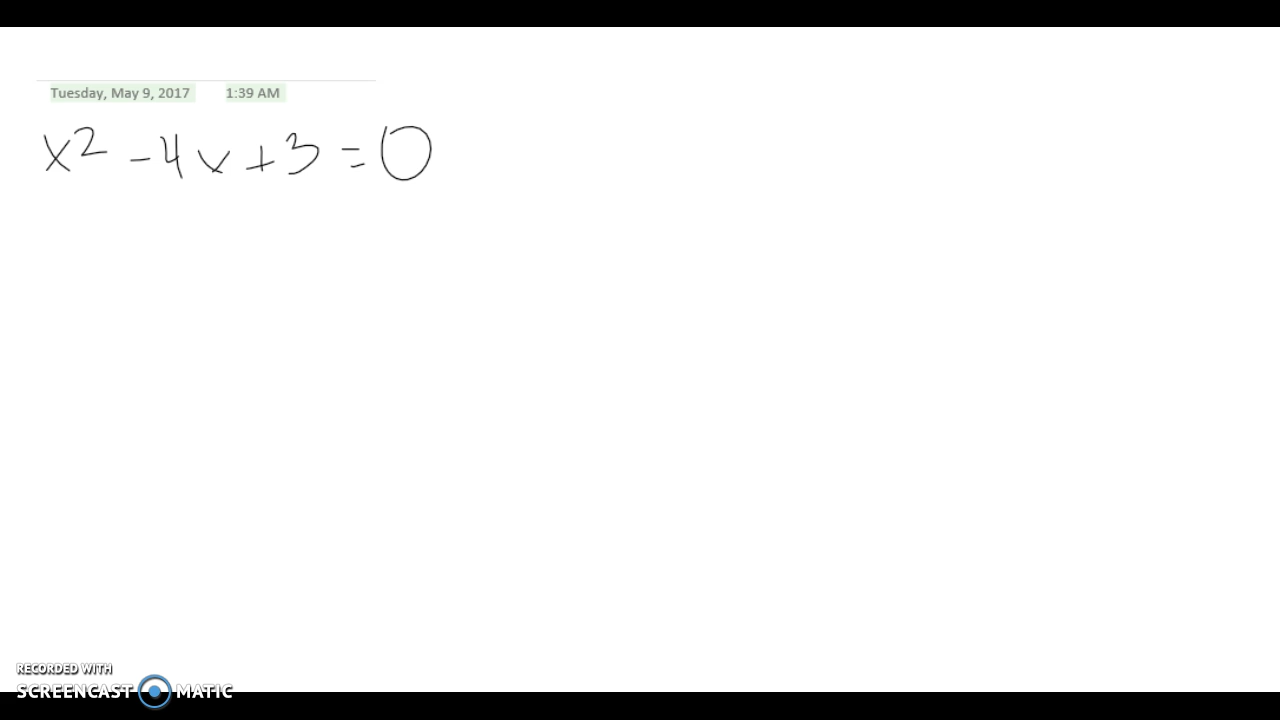 Tuesday, May 9, 2017 1:39 AM
x² - 4x + 3 = 0
RECORDED WITH
SCREENCAST MATIC